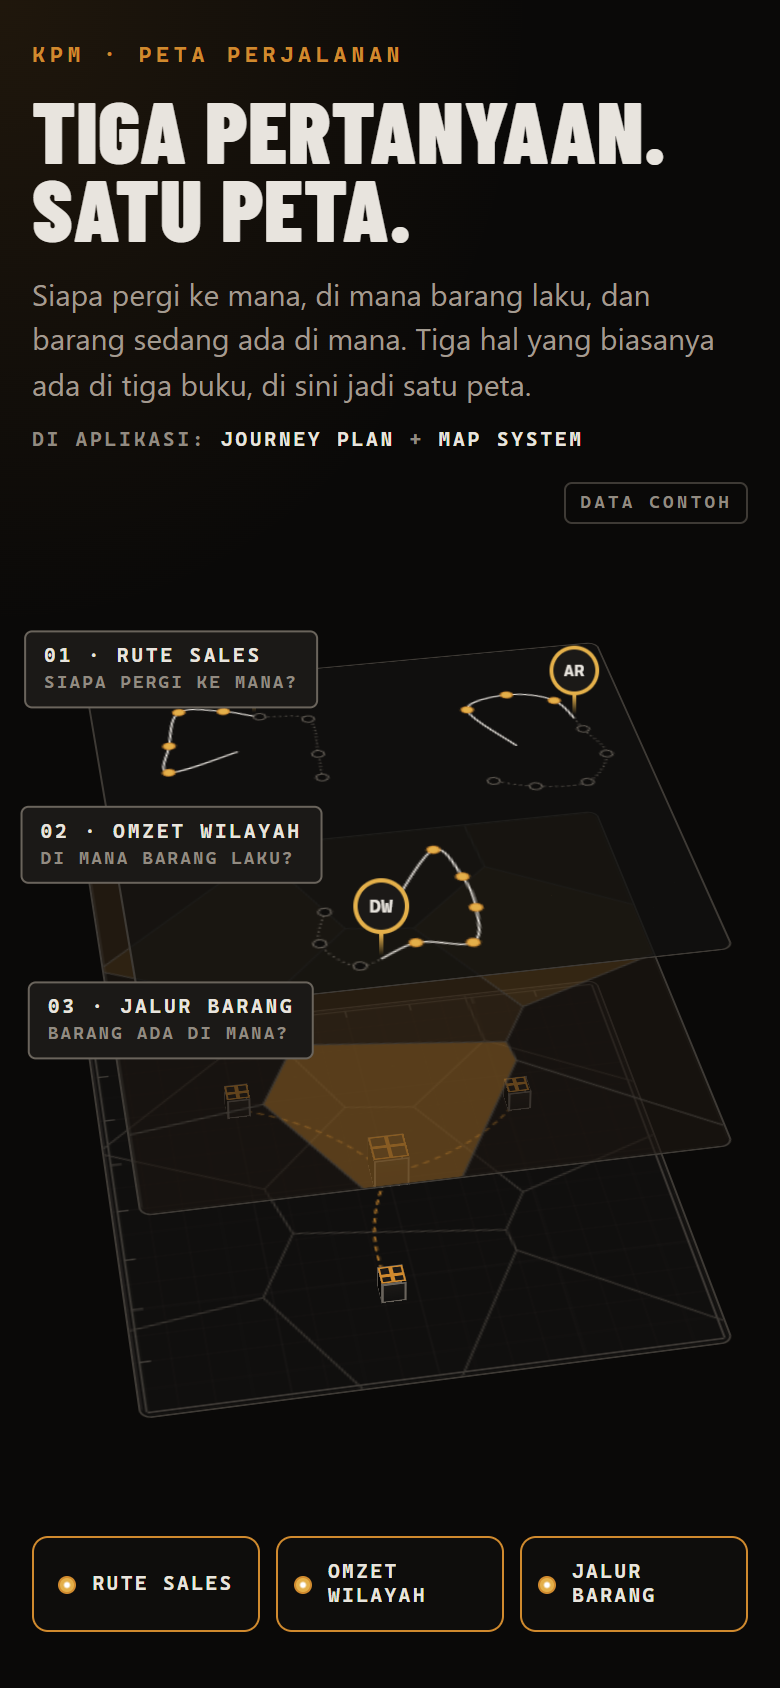 KPM · PETA PERJALANAN
TIGA PERTANYAAN.
SATU PETA.
Siapa pergi ke mana, di mana barang laku, dan
barang sedang ada di mana. Tiga hal yang biasanya
ada di tiga buku, di sini jadi satu peta.
DI APLIKASI: JOURNEY PLAN + MAP SYSTEM
DATA CONTOH
01 · RUTE SALES
SIAPA PERGI KE MANA?
AR
02 · OMZET WILAYAH
DI MANA BARANG LAKU?
DW
03 · JALUR BARANG
BARANG ADA DI MANA?
RUTE SALES
OMZET
WILAYAH
JALUR
BARANG